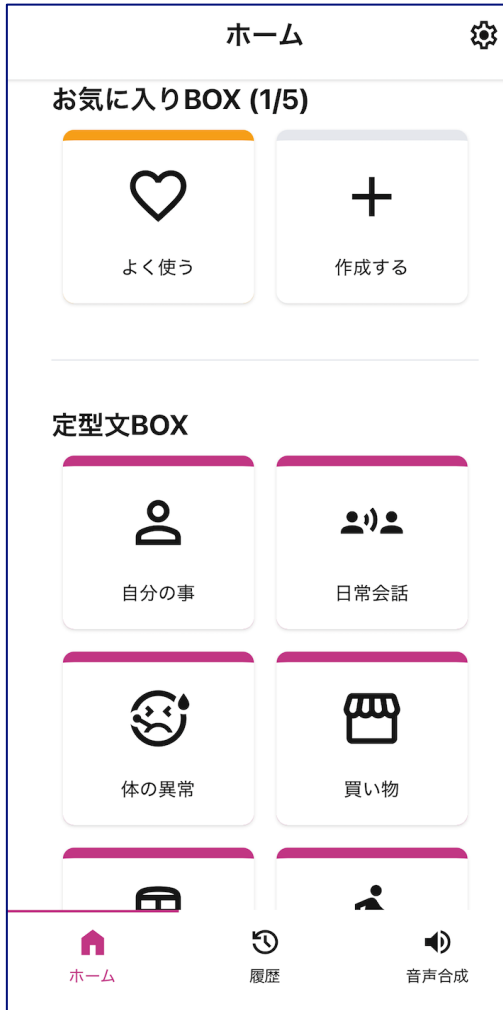 ホーム
お気に入りBOX (1/5)
よく使う
作成する
定型文BOX
自分の事
日常会話
体の異常
買い物
ホーム
履歴
音声合成